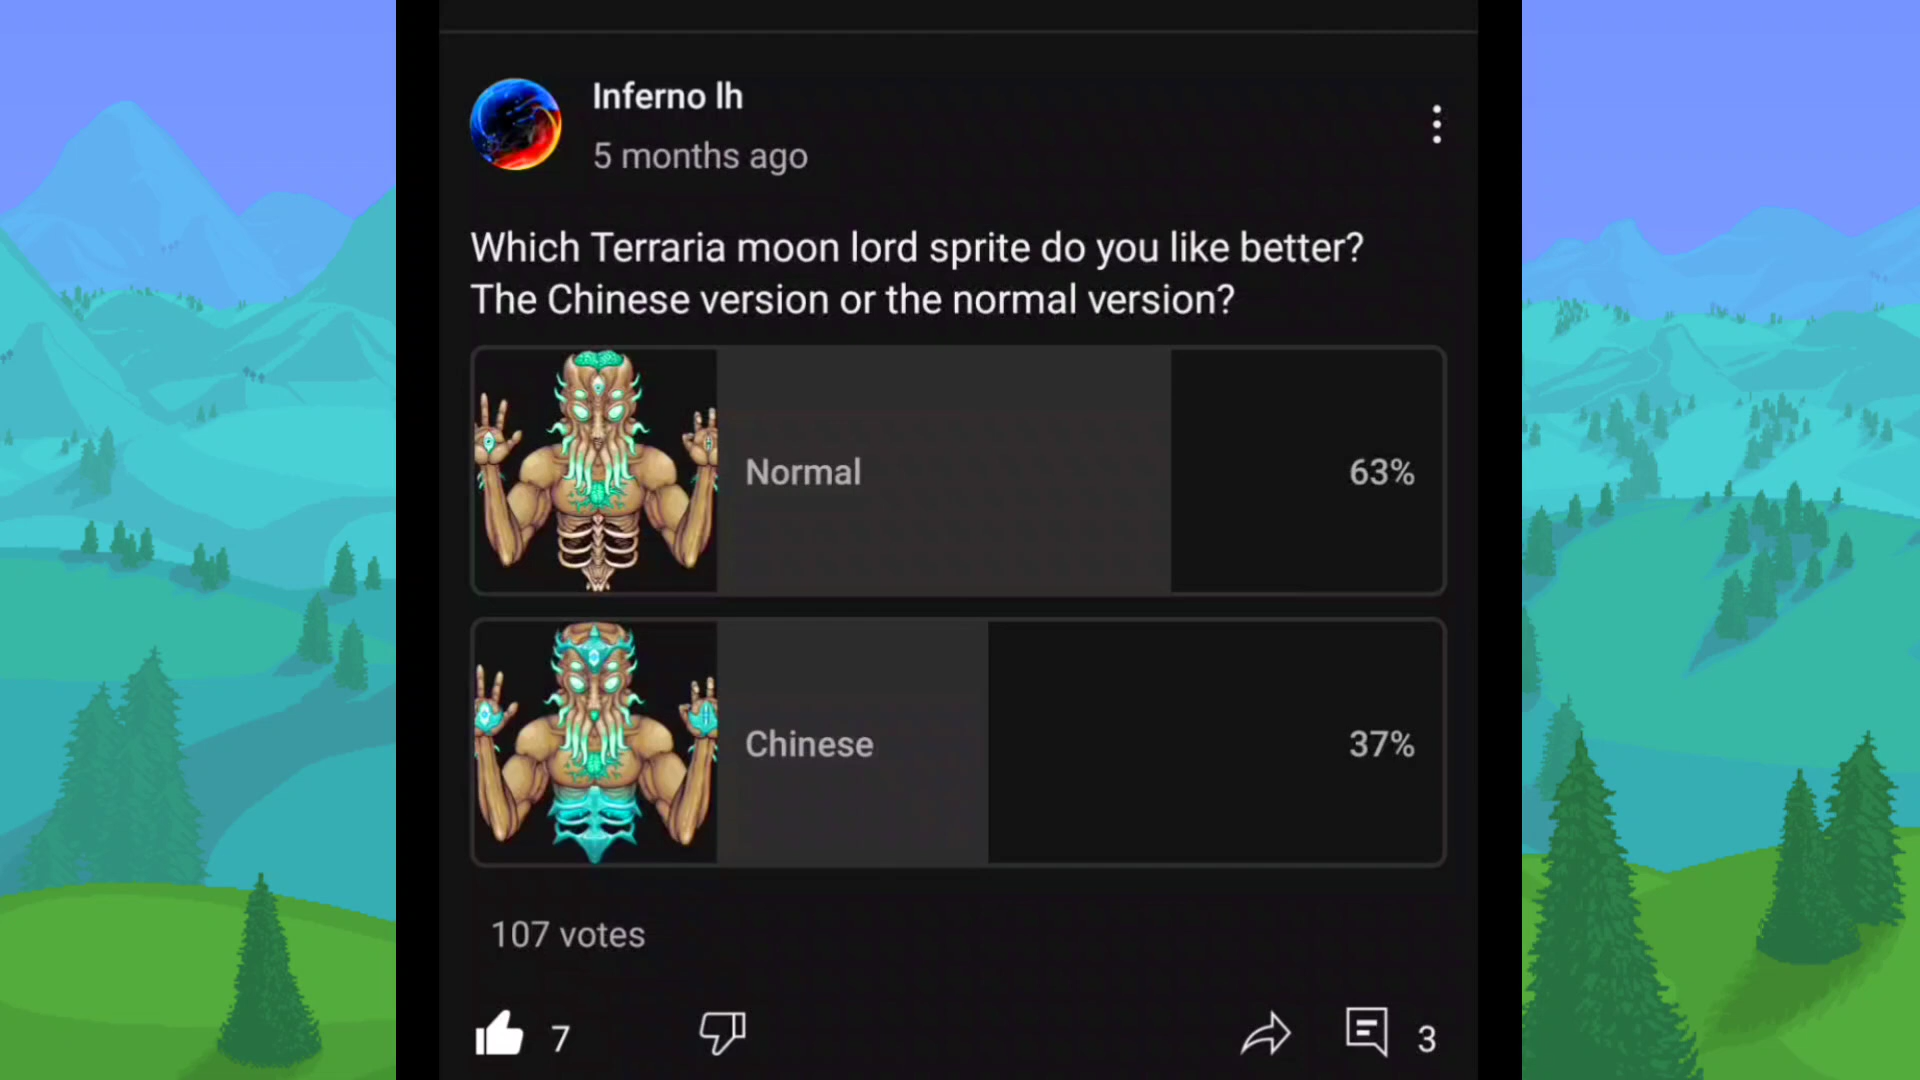 Inferno lh
5 months ago
Which Terraria moon lord sprite do you like better?
The Chinese version or the normal version?
Normal
63%
Chinese
37%
107 votes
7
3